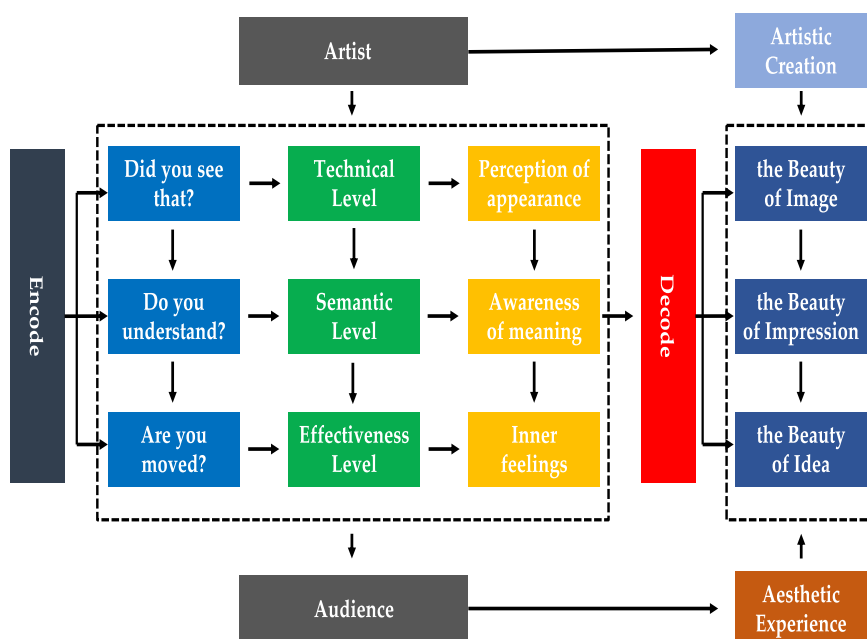 Artist
Artistic
Creation
Encode
Did you see
that?
Technical
Level
Perception of
appearance
Decode
the Beauty
of Image
Do you
understand?
Semantic
Level
Awareness
of meaning
the Beauty
of Impression
Are you
moved?
Effectiveness
Level
Inner
feelings
the Beauty
of Idea
Audience
Aesthetic
Experience